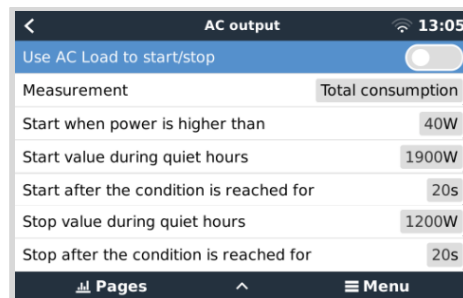 AC output 13:05
Use AC Load to start/stop
Measurement Total consumption
Start when power is higher than 40W
Start value during quiet hours 1900W
Start after the condition is reached for 20s
Stop value during quiet hours 1200W
Stop after the condition is reached for 20s
Pages Menu